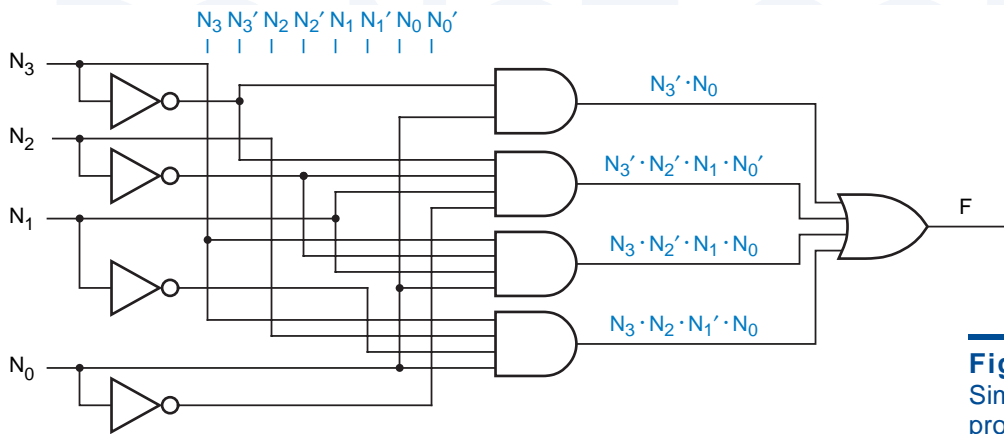 N₃ N₃′ N₂ N₂′ N₁ N₁′ N₀ N₀′
N₃
N₃′ · N₀
N₂
N₃′ · N₂′ · N₁ · N₀′
N₁
F
N₃ · N₂′ · N₁ · N₀
N₃ · N₂ · N₁′ · N₀
N₀